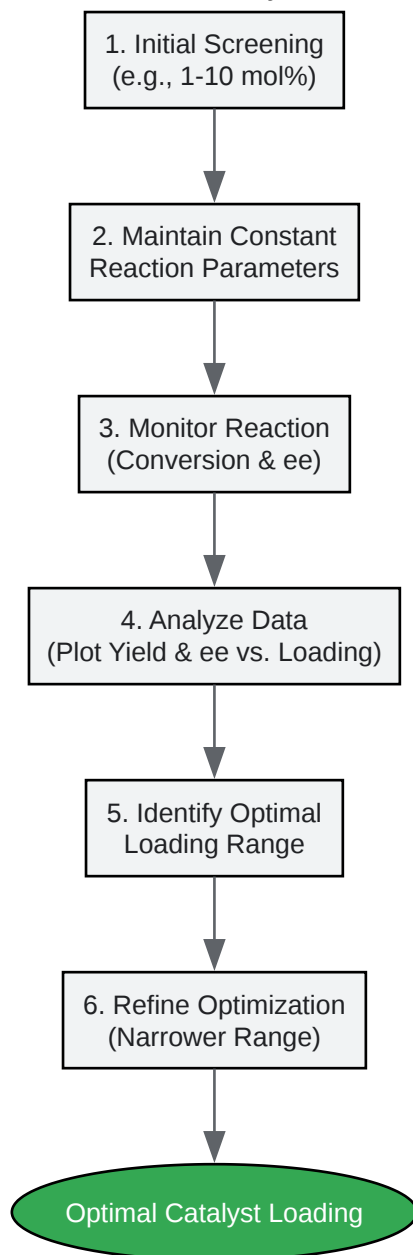 1. Initial Screening
(e.g., 1-10 mol%)
2. Maintain Constant
Reaction Parameters
3. Monitor Reaction
(Conversion & ee)
4. Analyze Data
(Plot Yield & ee vs. Loading)
5. Identify Optimal
Loading Range
6. Refine Optimization
(Narrower Range)
Optimal Catalyst Loading